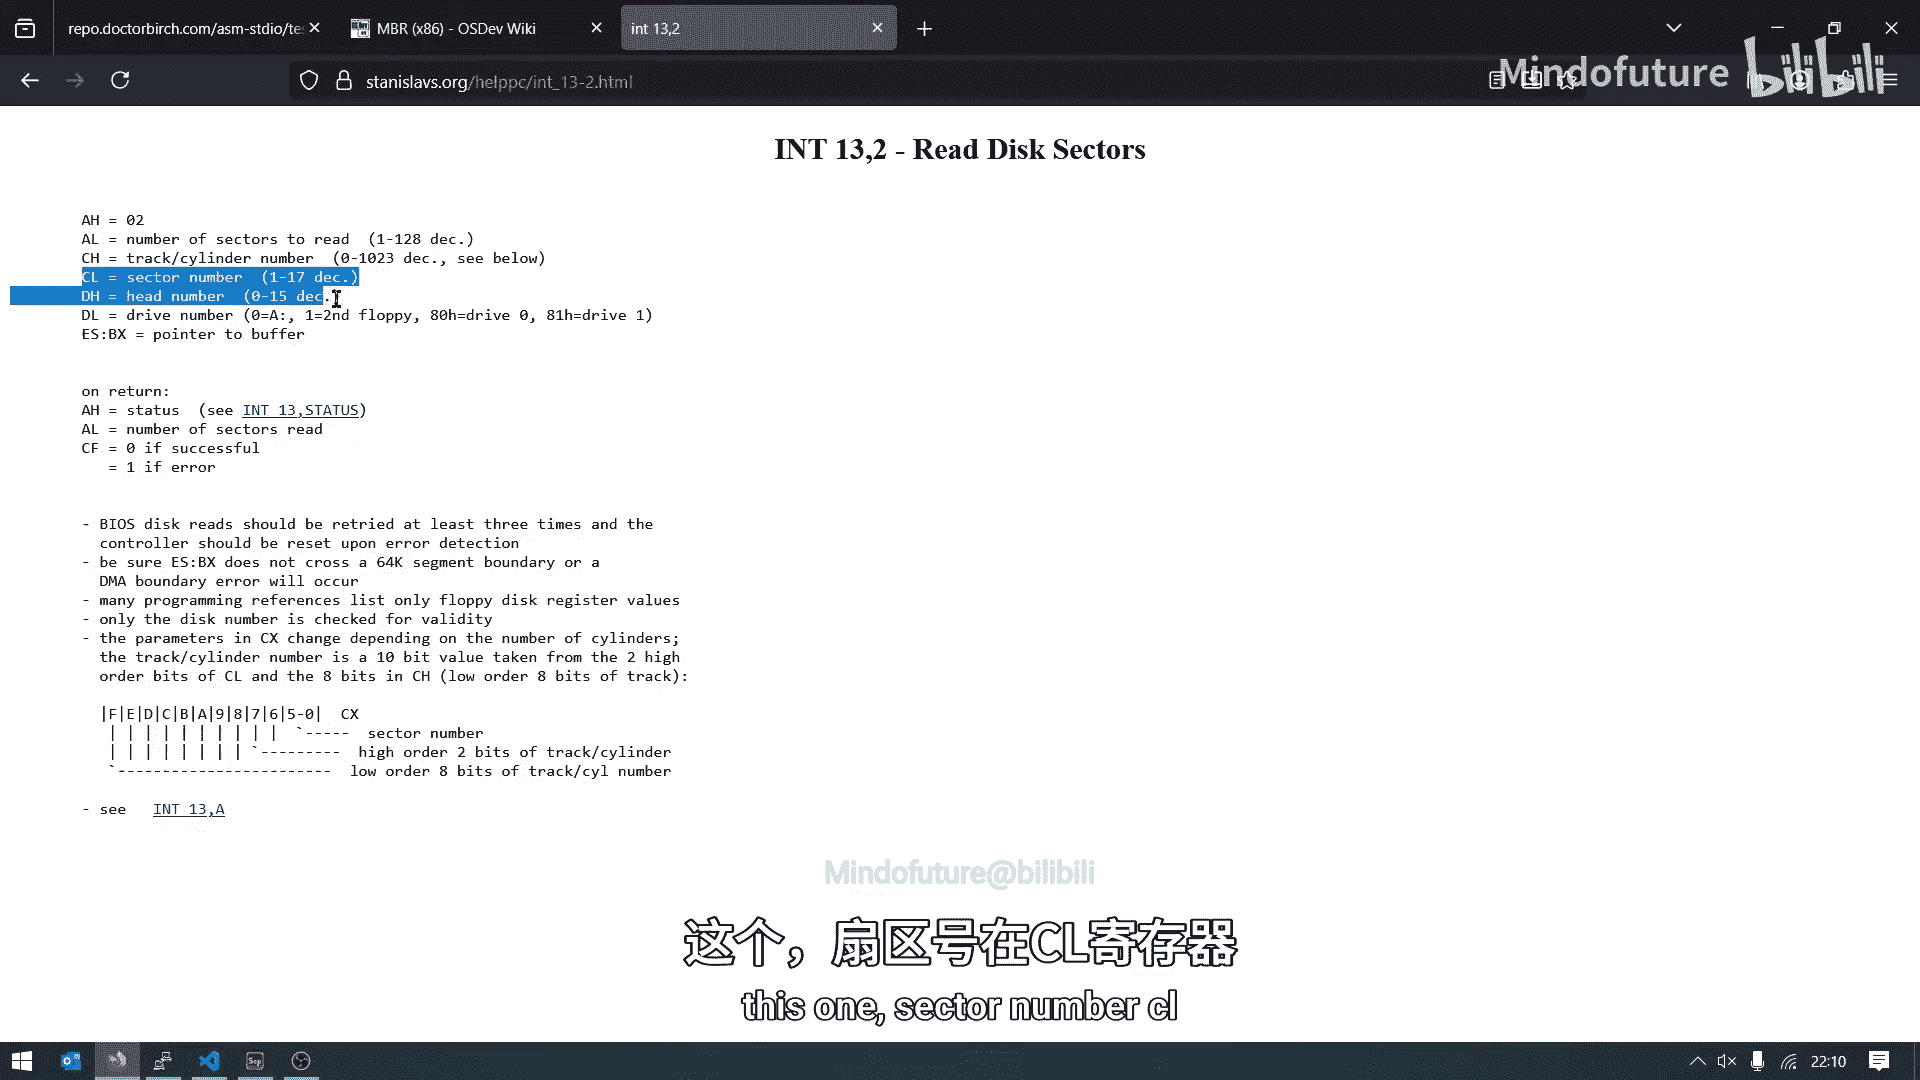 repo.doctorbirch.com/asm-stdio/te
MBR (x86) - OSDev Wiki
int 13,2
stanislavs.org/helppc/int_13-2.html
Mindofuture bilibili
INT 13,2 - Read Disk Sectors
AH = 02
AL = number of sectors to read  (1-128 dec.)
CH = track/cylinder number  (0-1023 dec., see below)
CL = sector number  (1-17 dec.)
DH = head number  (0-15 dec.)
DL = drive number (0=A:, 1=2nd floppy, 80h=drive 0, 81h=drive 1)
ES:BX = pointer to buffer
on return:
AH = status  (see INT 13,STATUS)
AL = number of sectors read
CF = 0 if successful
= 1 if error
- BIOS disk reads should be retried at least three times and the
controller should be reset upon error detection
- be sure ES:BX does not cross a 64K segment boundary or a
DMA boundary error will occur
- many programming references list only floppy disk register values
- only the disk number is checked for validity
- the parameters in CX change depending on the number of cylinders;
the track/cylinder number is a 10 bit value taken from the 2 high
order bits of CL and the 8 bits in CH (low order 8 bits of track):
|F|E|D|C|B|A|9|8|7|6|5-0|  CX
| | | | | | | | | |  `-----  sector number
| | | | | | | | `---------  high order 2 bits of track/cylinder
`------------------------  low order 8 bits of track/cyl number
- see   INT 13,A
Mindofuture@bilibili
这个，扇区号在CL寄存器
this one, sector number cl
22:10